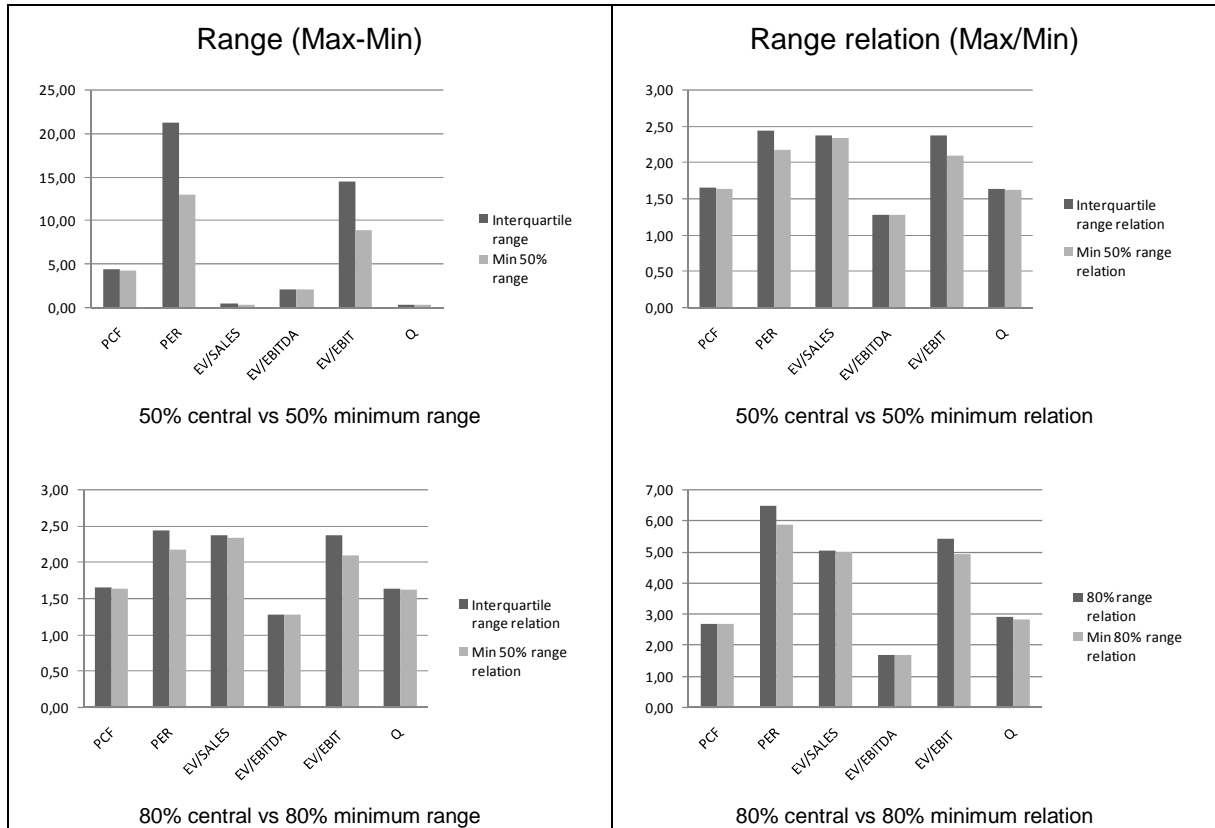 Range (Max-Min)
25,00
20,00
15,00
10,00
5,00
0,00
PCF
PER
EV/SALES
EV/EBITDA
EV/EBIT
Q
Interquartile
range
Min 50%
range
50% central vs 50% minimum range
Range relation (Max/Min)
3,00
2,50
2,00
1,50
1,00
0,50
0,00
PCF
PER
EV/SALES
EV/EBITDA
EV/EBIT
Q
Interquartile
range relation
Min 50% range
relation
50% central vs 50% minimum relation
3,00
2,50
2,00
1,50
1,00
0,50
0,00
PCF
PER
EV/SALES
EV/EBITDA
EV/EBIT
Q
Interquartile
range relation
Min 50% range
relation
80% central vs 80% minimum range
7,00
6,00
5,00
4,00
3,00
2,00
1,00
0,00
PCF
PER
EV/SALES
EV/EBITDA
EV/EBIT
Q
80% range
relation
Min 80% range
relation
80% central vs 80% minimum relation